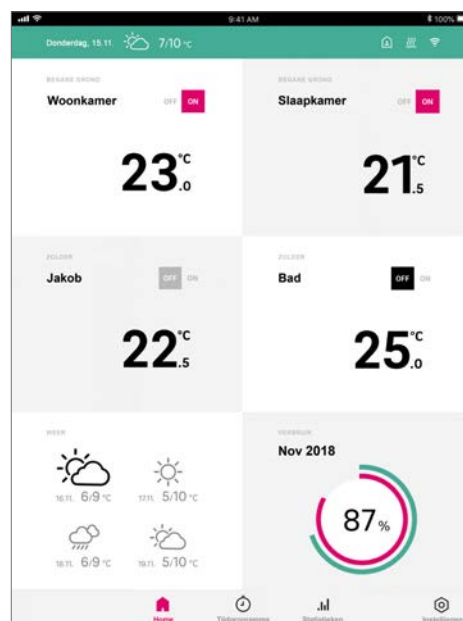 9:41 AM
100%
Donderdag, 15.11.
7/10 °C
BEGANE GROND
Woonkamer
OFF ON
23.0 °C
BEGANE GROND
Slaapkamer
OFF ON
21.5 °C
ZOLDER
Jakob
OFF ON
22.5 °C
ZOLDER
Bad
OFF ON
25.0 °C
WEER
16.11. 6/9 °C
17.11. 5/10 °C
18.11. 6/9 °C
19.11. 5/10 °C
VERBRUIK
Nov 2018
87%
Home
Tijdprogramma
Statistieken
Instellingen